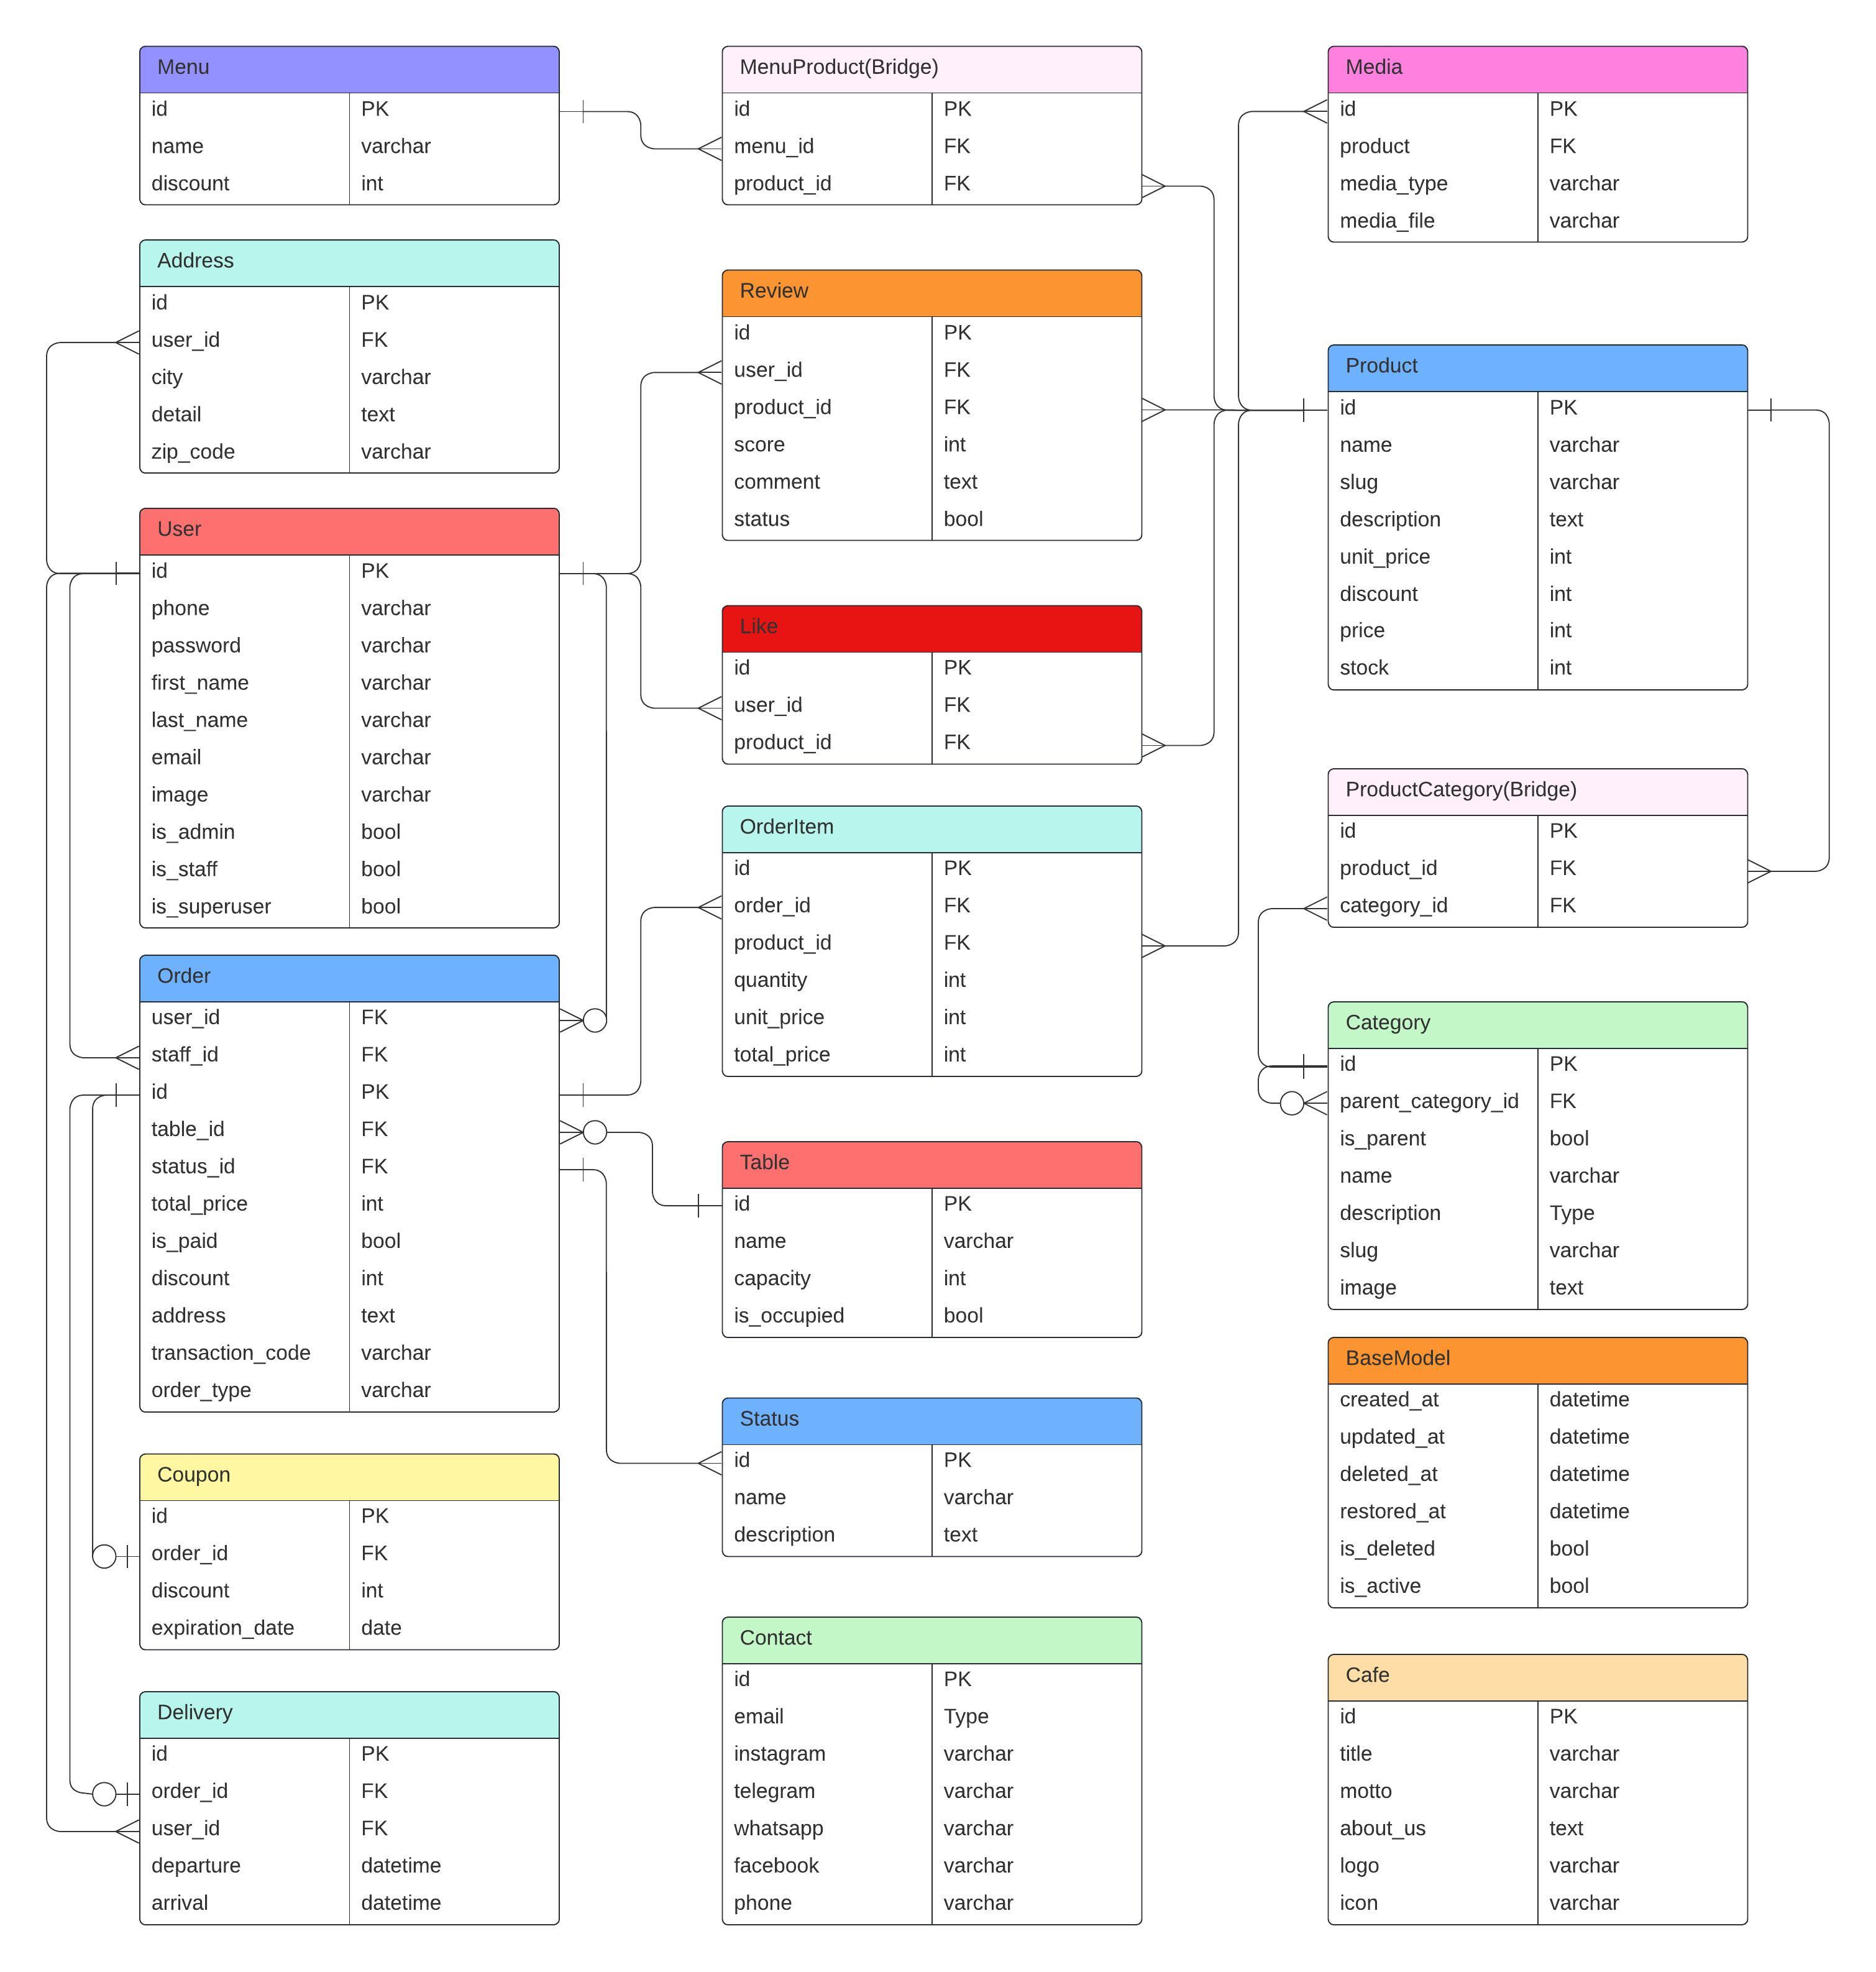 Menu
id PK
name varchar
discount int
Address
id PK
user_id FK
city varchar
detail text
zip_code varchar
User
id PK
phone varchar
password varchar
first_name varchar
last_name varchar
email varchar
image varchar
is_admin bool
is_staff bool
is_superuser bool
Order
user_id FK
staff_id FK
id PK
table_id FK
status_id FK
total_price int
is_paid bool
discount int
address text
transaction_code varchar
order_type varchar
Coupon
id PK
order_id FK
discount int
expiration_date date
Delivery
id PK
order_id FK
user_id FK
departure datetime
arrival datetime
MenuProduct(Bridge)
id PK
menu_id FK
product_id FK
Review
id PK
user_id FK
product_id FK
score int
comment text
status bool
Like
id PK
user_id FK
product_id FK
OrderItem
id PK
order_id FK
product_id FK
quantity int
unit_price int
total_price int
Table
id PK
name varchar
capacity int
is_occupied bool
Status
id PK
name varchar
description text
Contact
id PK
email Type
instagram varchar
telegram varchar
whatsapp varchar
facebook varchar
phone varchar
Media
id PK
product FK
media_type varchar
media_file varchar
Product
id PK
name varchar
slug varchar
description text
unit_price int
discount int
price int
stock int
ProductCategory(Bridge)
id PK
product_id FK
category_id FK
Category
id PK
parent_category_id FK
is_parent bool
name varchar
description Type
slug varchar
image text
BaseModel
created_at datetime
updated_at datetime
deleted_at datetime
restored_at datetime
is_deleted bool
is_active bool
Cafe
id PK
title varchar
motto varchar
about_us text
logo varchar
icon varchar